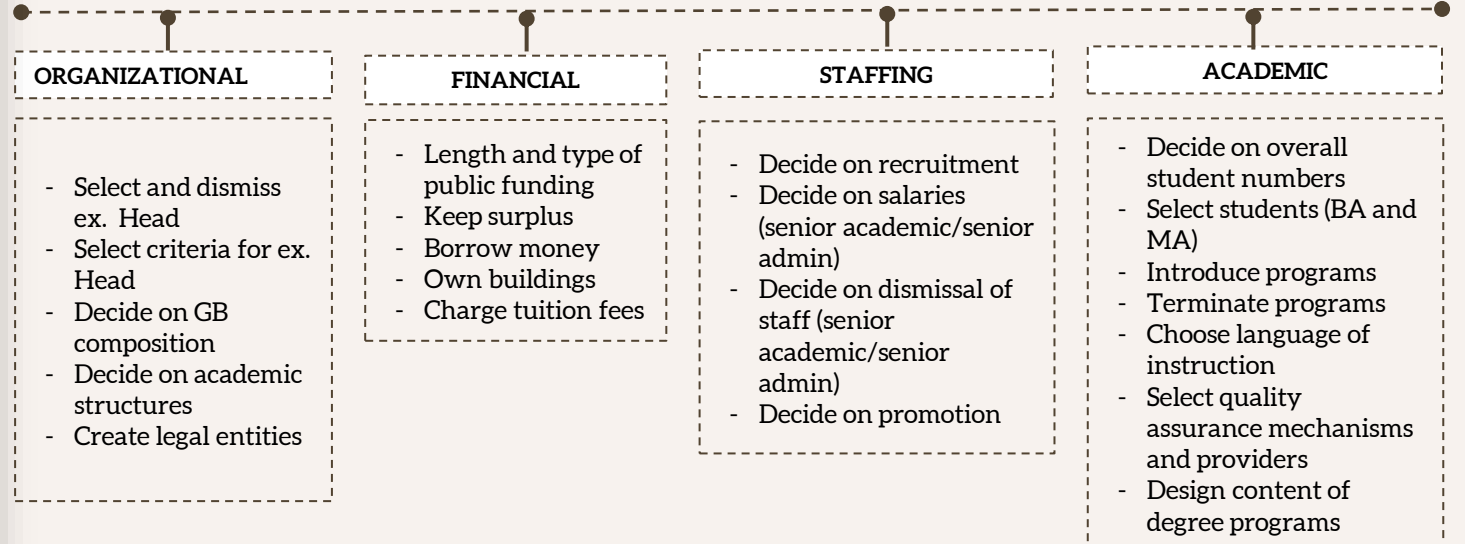 ORGANIZATIONAL
- Select and dismiss
ex. Head
- Select criteria for ex.
Head
- Decide on GB
composition
- Decide on academic
structures
- Create legal entities
FINANCIAL
- Length and type of
public funding
- Keep surplus
- Borrow money
- Own buildings
- Charge tuition fees
STAFFING
- Decide on recruitment
- Decide on salaries
(senior academic/senior
admin)
- Decide on dismissal of
staff (senior
academic/senior
admin)
- Decide on promotion
ACADEMIC
- Decide on overall
student numbers
- Select students (BA and
MA)
- Introduce programs
- Terminate programs
- Choose language of
instruction
- Select quality
assurance mechanisms
and providers
- Design content of
degree programs